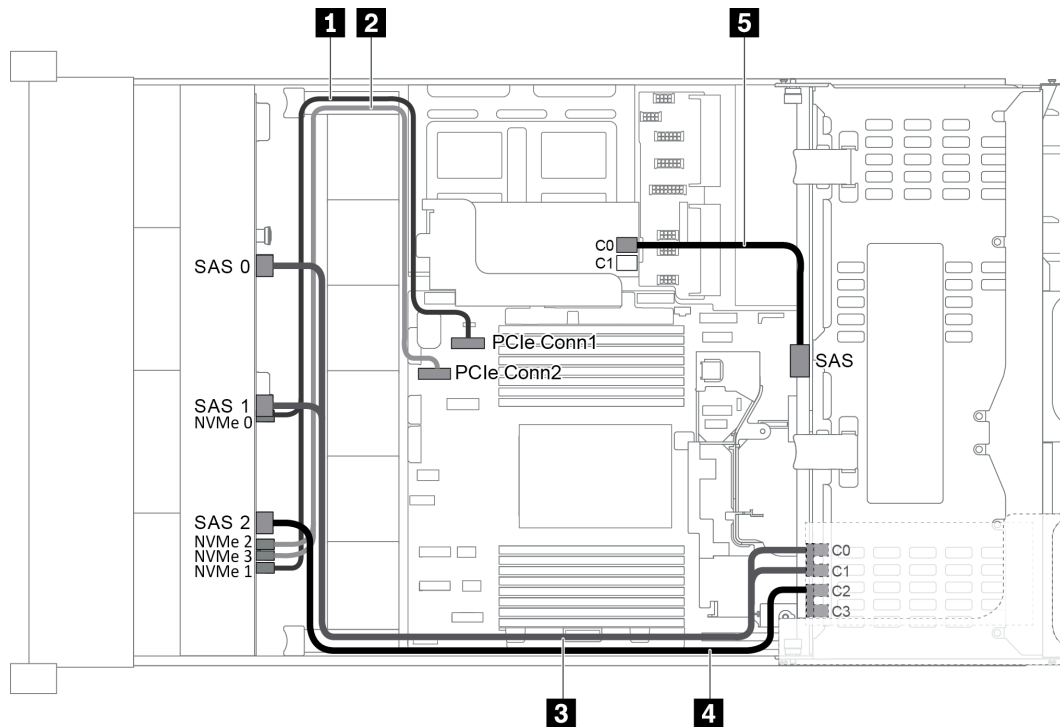 1 2 5
C0
C1
SAS 0
PCIe Conn1
SAS
PCIe Conn2
SAS 1
NVMe 0
SAS 2
NVMe 2
NVMe 3
NVMe 1
C0
C1
C2
C3
3 4